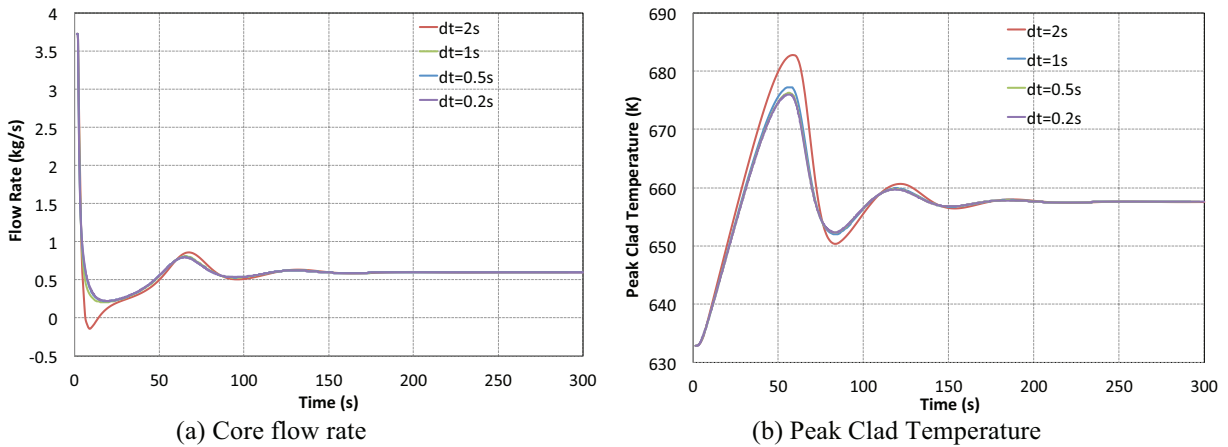 4
3.5
3
2.5
2
1.5
1
0.5
0
-0.5
Flow Rate (kg/s)
dt=2s
dt=1s
dt=0.5s
dt=0.2s
0 50 100 150 200 250 300
Time (s)
(a) Core flow rate
690
680
670
660
650
640
630
Peak Clad Temperature (K)
dt=2s
dt=1s
dt=0.5s
dt=0.2s
0 50 100 150 200 250 300
Time (s)
(b) Peak Clad Temperature